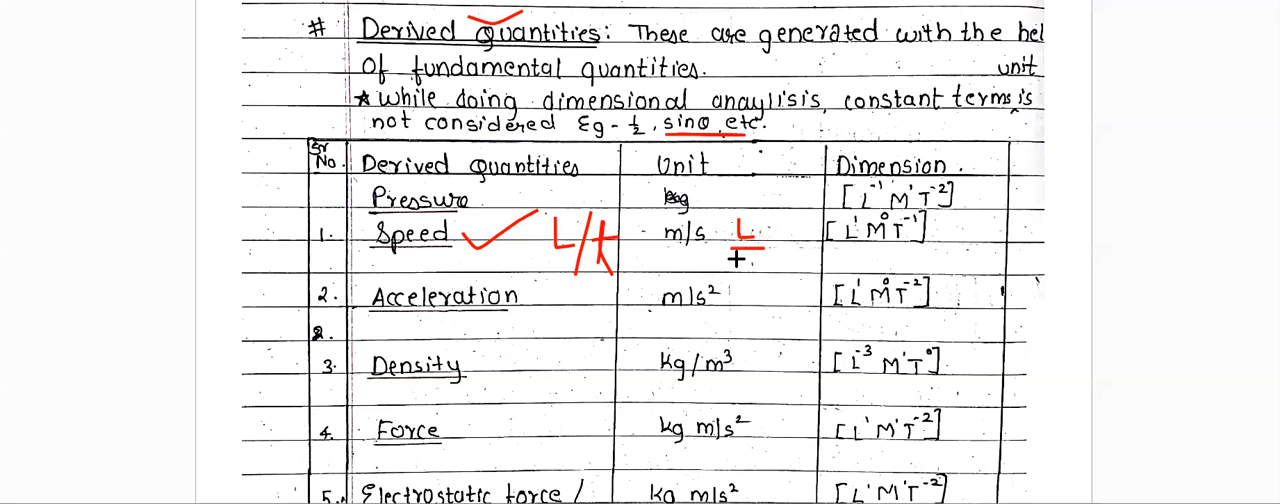 # Derived Quantities: These are generated with the hel
of fundamental quantities. unit
* while doing dimensional anaylisis, constant terms is
not considered Eg - ½, sinθ, etc.
Sr No. Derived Quantities Unit Dimension.
Pressure [L⁻¹ M¹ T⁻²]
1. Speed L/t m/s L/t [L¹ M⁰ T⁻¹]
2. Acceleration m/s² [L¹ M⁰ T⁻²]
2.
3. Density kg/m³ [L⁻³ M¹ T⁰]
4. Force kg m/s² [L¹ M¹ T⁻²]
5. Electrostatic force / kg m/s² [L¹ M¹ T⁻²]